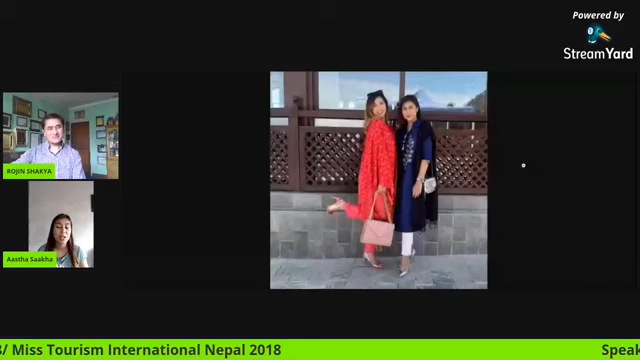 Powered by
StreamYard
ROJIN SHAKYA
Aastha Saakha
/ Miss Tourism International Nepal 2018
Speak